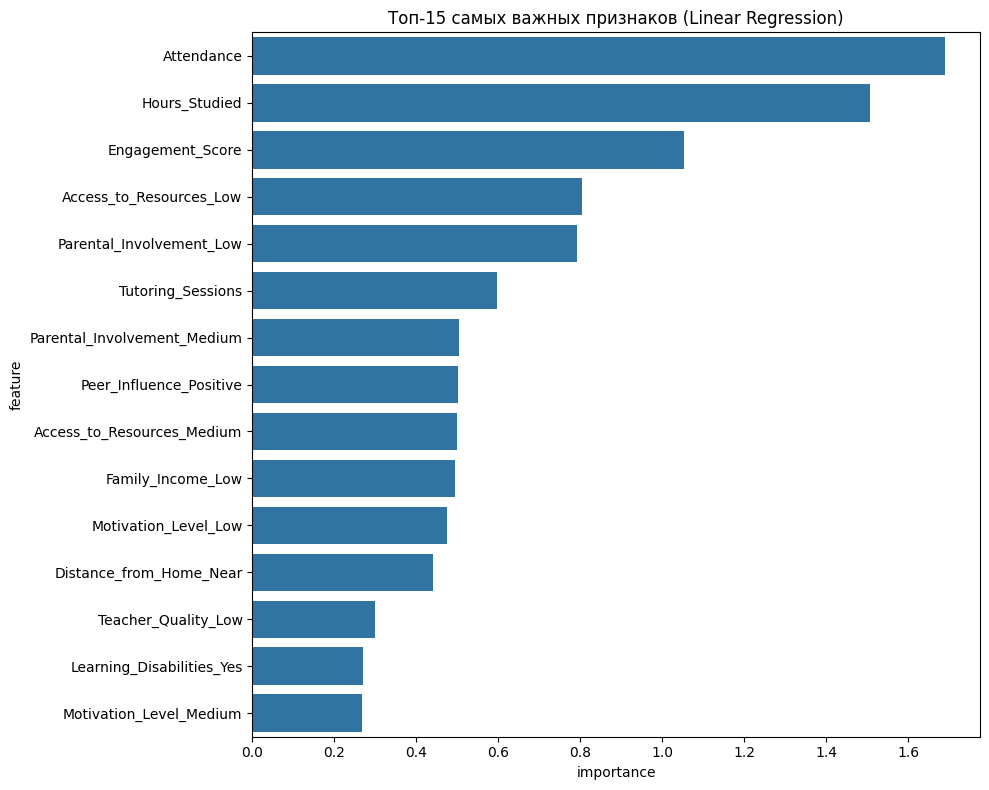 Топ-15 самых важных признаков (Linear Regression)
feature
Attendance
Hours_Studied
Engagement_Score
Access_to_Resources_Low
Parental_Involvement_Low
Tutoring_Sessions
Parental_Involvement_Medium
Peer_Influence_Positive
Access_to_Resources_Medium
Family_Income_Low
Motivation_Level_Low
Distance_from_Home_Near
Teacher_Quality_Low
Learning_Disabilities_Yes
Motivation_Level_Medium
0.0 0.2 0.4 0.6 0.8 1.0 1.2 1.4 1.6
importance